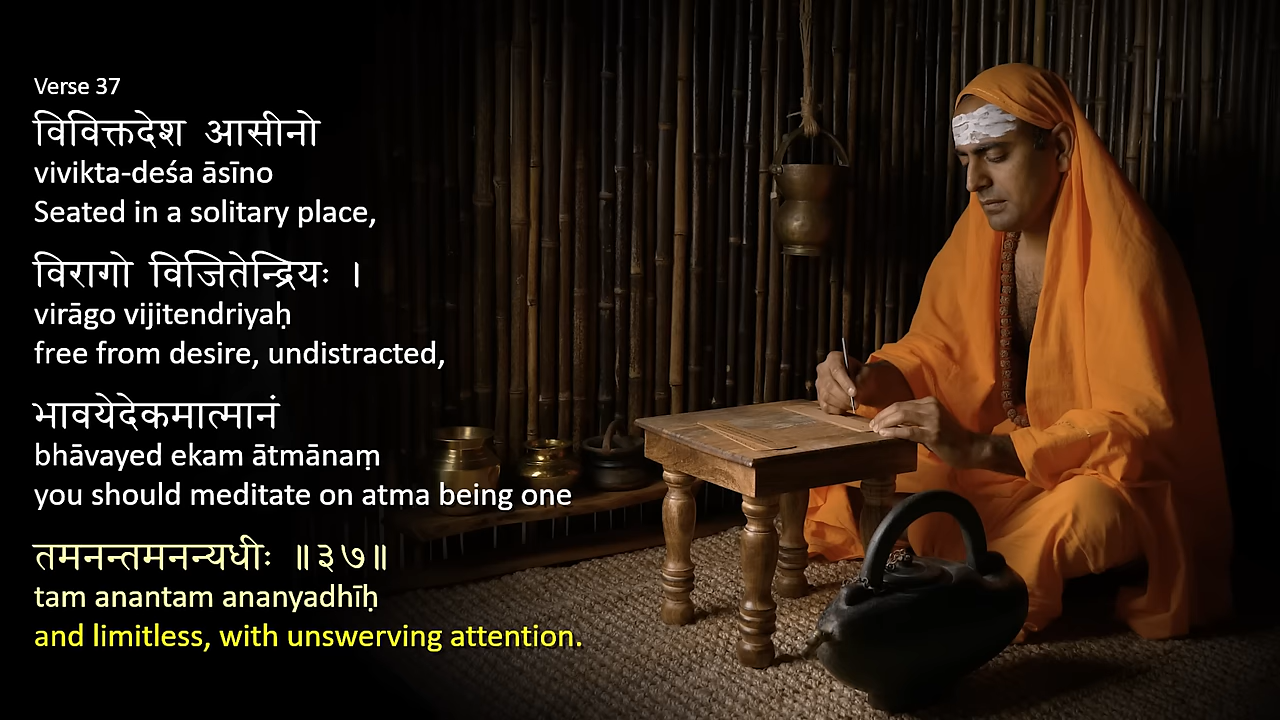 Verse 37
विविक्तदेश आसीनो
vivikta-deśa āsīno
Seated in a solitary place,
विरागो विजितेन्द्रियः ।
virāgo vijitendriyaḥ
free from desire, undistracted,
भावयेदेकमात्मानं
bhāvayed ekam ātmānaṃ
you should meditate on atma being one
तमनन्तमनन्यधीः ॥३७॥
tam anantam ananyadhīḥ
and limitless, with unswerving attention.